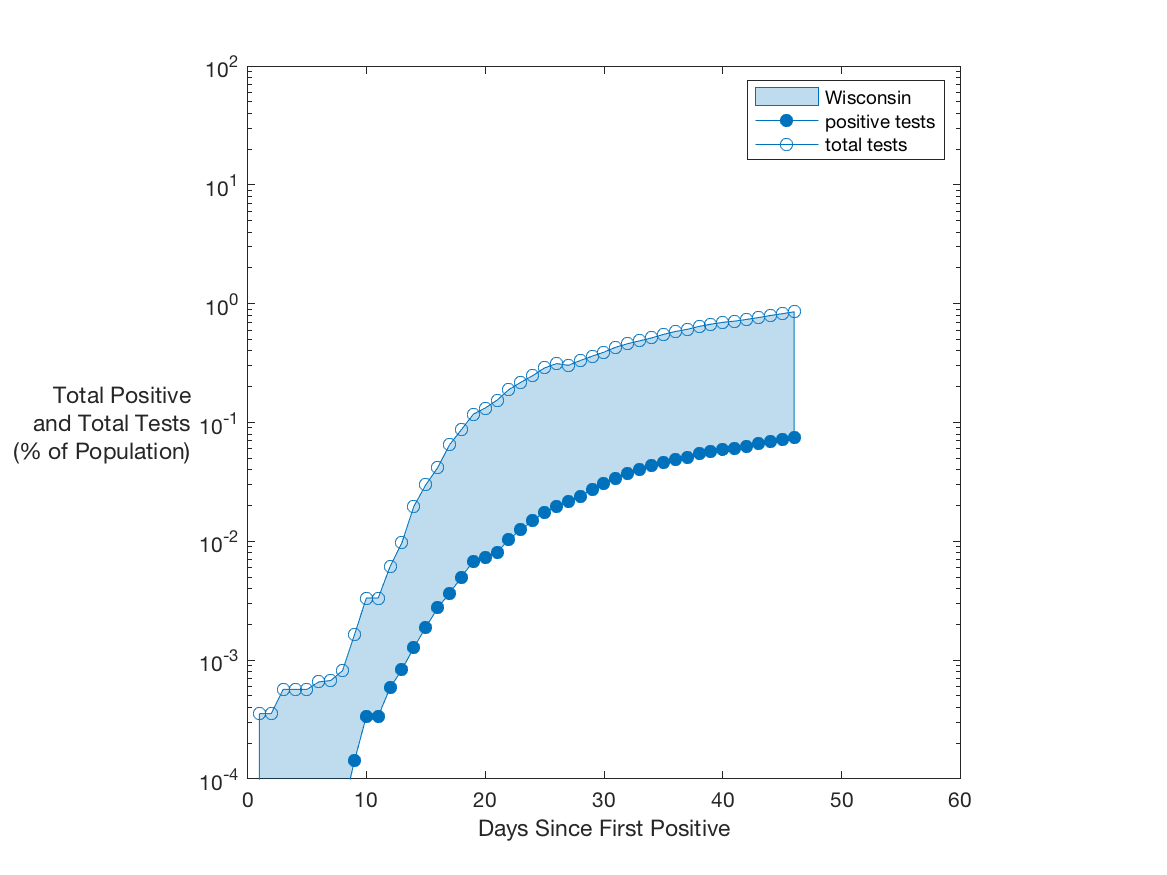 10^2
10^1
10^0
10^-1
10^-2
10^-3
10^-4
Total Positive
and Total Tests
(% of Population)
Wisconsin
positive tests
total tests
0 10 20 30 40 50 60
Days Since First Positive